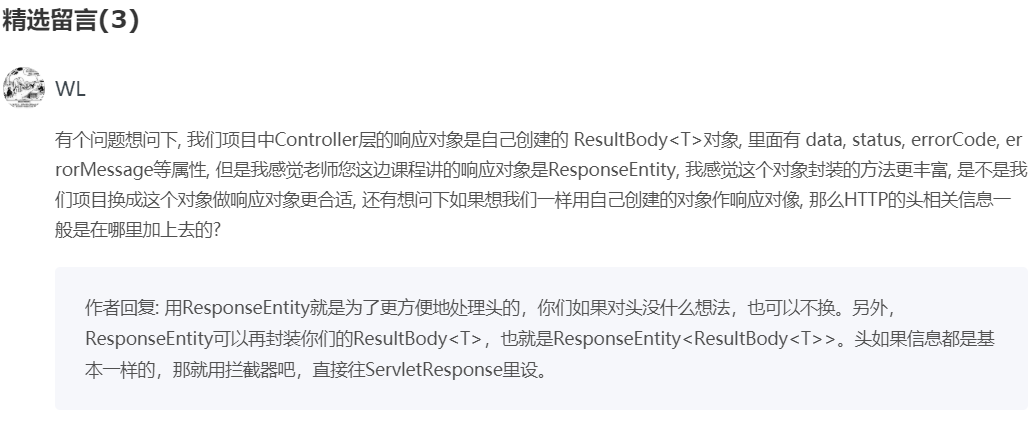 精选留言(3)
WL
有个问题想问下, 我们项目中Controller层的响应对象是自己创建的 ResultBody<T>对象, 里面有 data, status, errorCode, er
rorMessage等属性, 但是我感觉老师您这边课程讲的响应对象是ResponseEntity, 我感觉这个对象封装的方法更丰富, 是不是我
们项目换成这个对象做响应对象更合适, 还有想问下如果想我们一样用自己创建的对象作响应对像, 那么HTTP的头相关信息一
般是在哪里加上去的?
作者回复: 用ResponseEntity就是为了更方便地处理头的，你们如果对头没什么想法，也可以不换。另外，
ResponseEntity可以再封装你们的ResultBody<T>，也就是ResponseEntity<ResultBody<T>>。头如果信息都是基
本一样的，那就用拦截器吧，直接往ServletResponse里设。